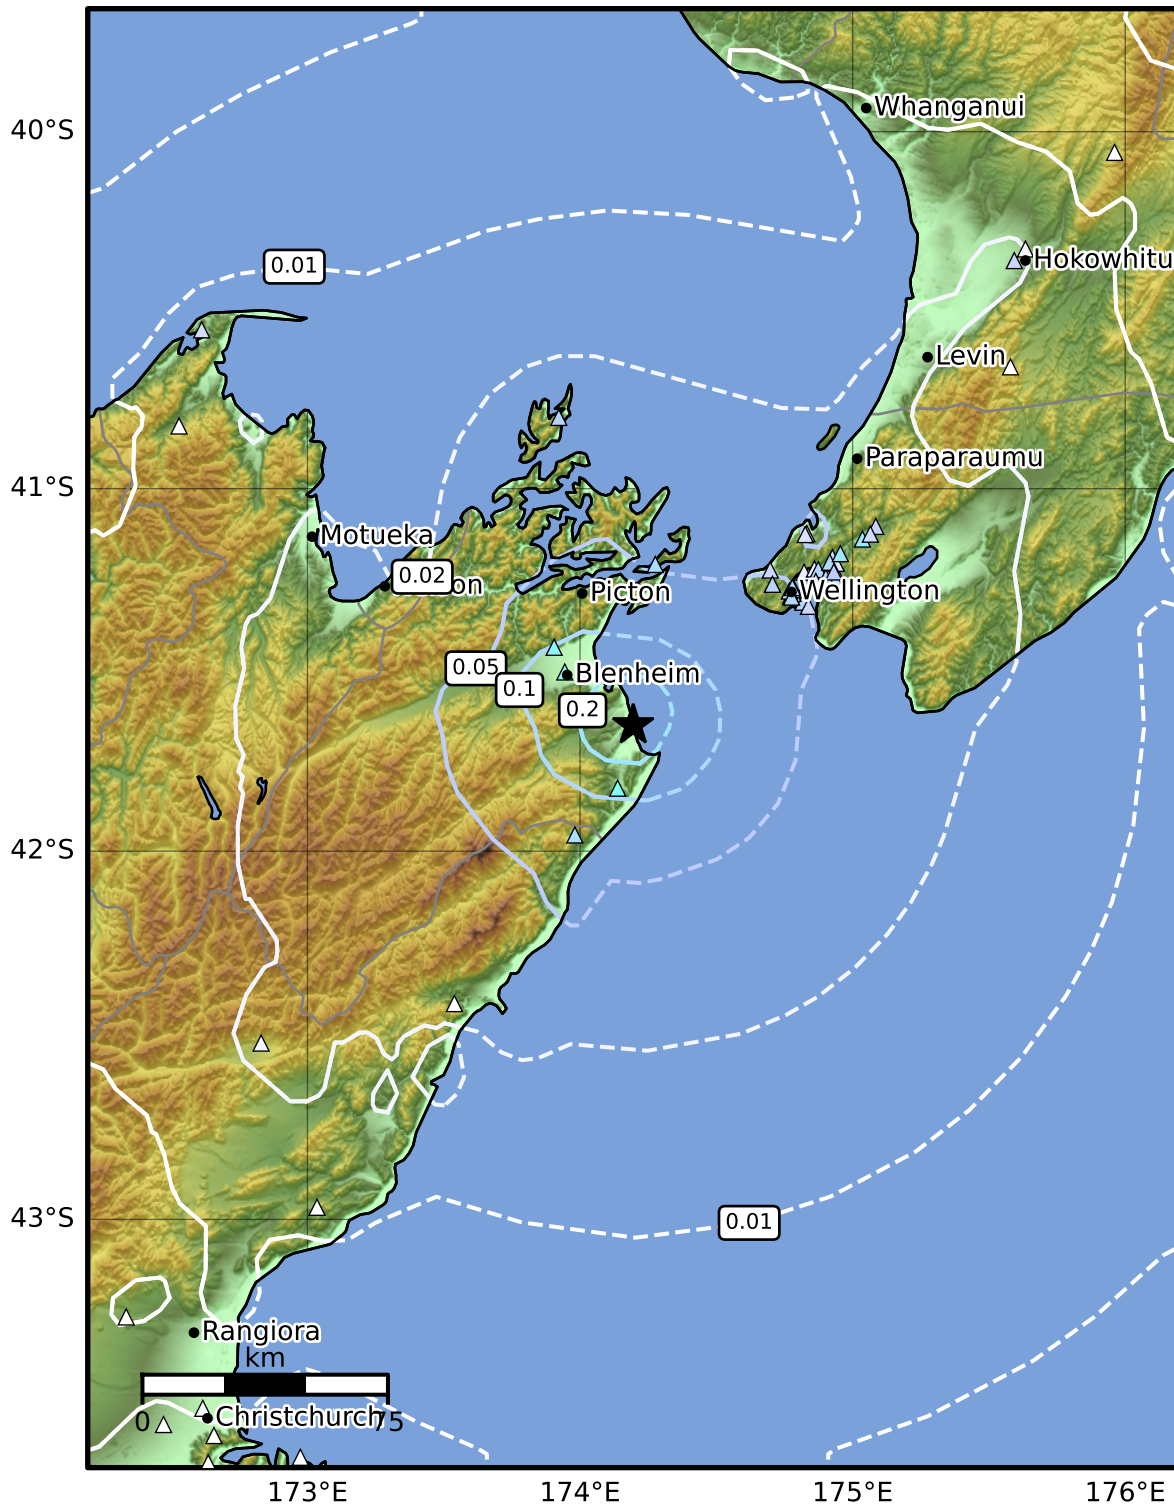 Whanganui
40°S
Hokowhitu
0.01
Levin
Paraparaumu
41°S
Motueka
0.02
on
Picton
Wellington
0.05
Blenheim
0.1
0.2
42°S
43°S
0.01
Rangiora
km
0
75
Christchurch
173°E
174°E
175°E
176°E